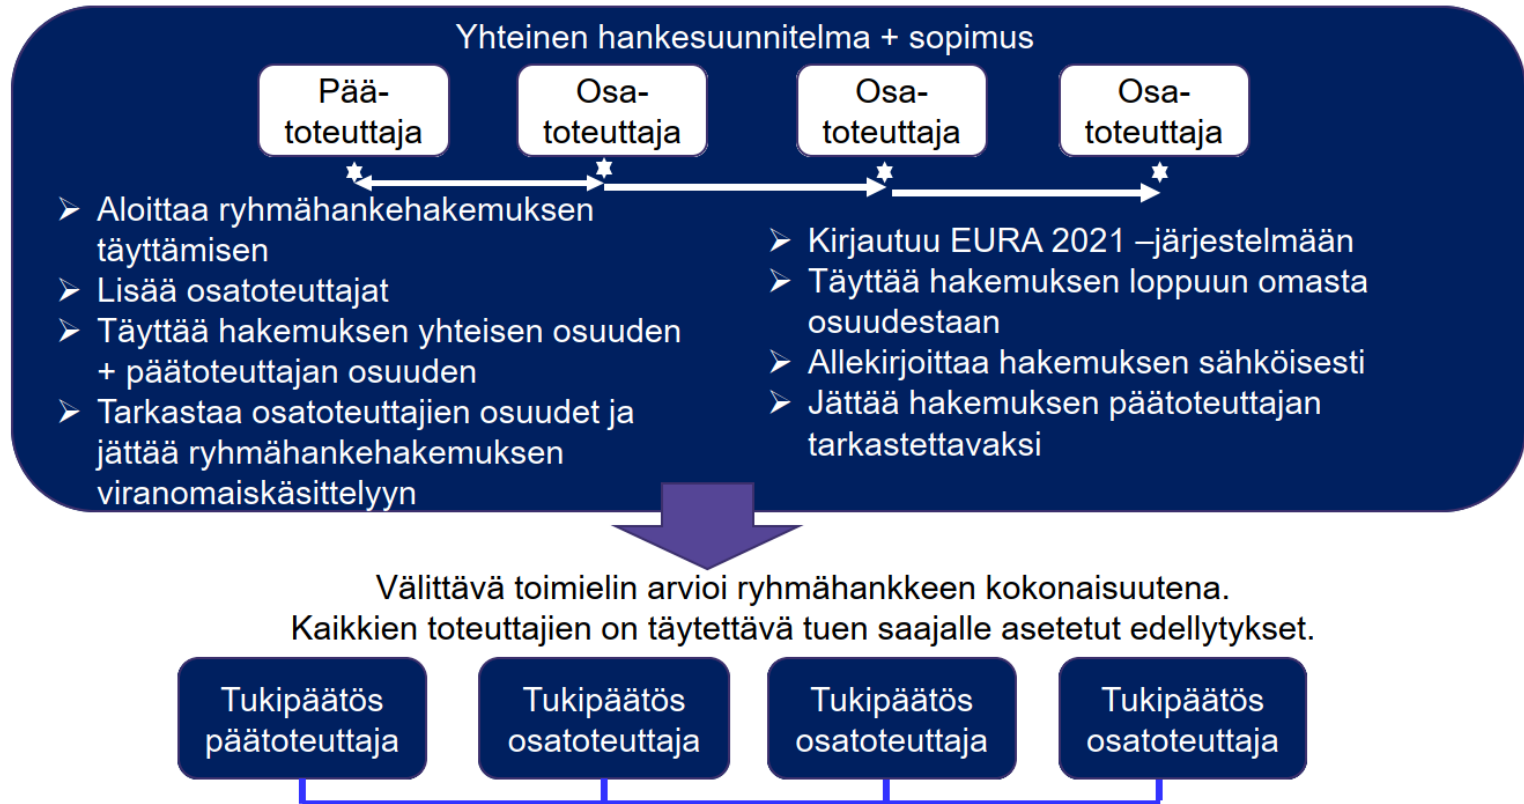 Yhteinen hankesuunnitelma + sopimus
Pää-
toteuttaja
Osa-
toteuttaja
Osa-
toteuttaja
Osa-
toteuttaja
➢ Aloittaa ryhmähankehakemuksen
täyttämisen
➢ Lisää osatoteuttajat
➢ Täyttää hakemuksen yhteisen osuuden
+ päätoteuttajan osuuden
➢ Tarkastaa osatoteuttajien osuudet ja
jättää ryhmähankehakemuksen
viranomaiskäsittelyyn
➢ Kirjautuu EURA 2021 –järjestelmään
➢ Täyttää hakemuksen loppuun omasta
osuudestaan
➢ Allekirjoittaa hakemuksen sähköisesti
➢ Jättää hakemuksen päätoteuttajan
tarkastettavaksi
Välittävä toimielin arvioi ryhmähankkeen kokonaisuutena.
Kaikkien toteuttajien on täytettävä tuen saajalle asetetut edellytykset.
Tukipäätös
päätoteuttaja
Tukipäätös
osatoteuttaja
Tukipäätös
osatoteuttaja
Tukipäätös
osatoteuttaja